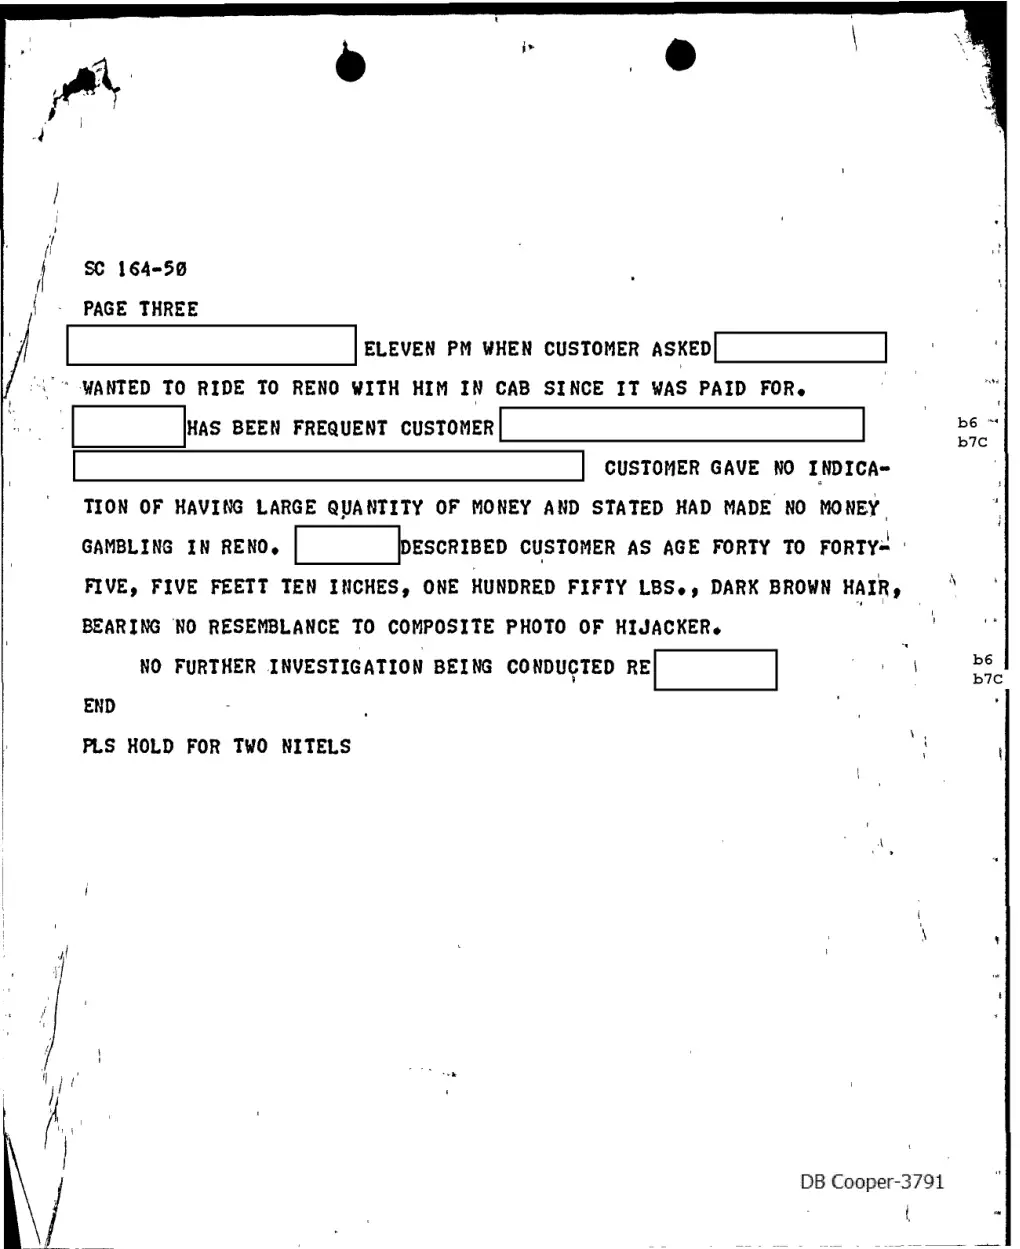 SC 164-50
PAGE THREE
ELEVEN PM WHEN CUSTOMER ASKED
WANTED TO RIDE TO RENO WITH HIM IN CAB SINCE IT WAS PAID FOR.
HAS BEEN FREQUENT CUSTOMER
b6
b7C
CUSTOMER GAVE NO INDICA-
TION OF HAVING LARGE QUANTITY OF MONEY AND STATED HAD MADE NO MONEY
GAMBLING IN RENO. DESCRIBED CUSTOMER AS AGE FORTY TO FORTY-
FIVE, FIVE FEETT TEN INCHES, ONE HUNDRED FIFTY LBS., DARK BROWN HAIR,
BEARING NO RESEMBLANCE TO COMPOSITE PHOTO OF HIJACKER.
NO FURTHER INVESTIGATION BEING CONDUCTED RE
b6
b7C
END
PLS HOLD FOR TWO NITELS
DB Cooper-3791